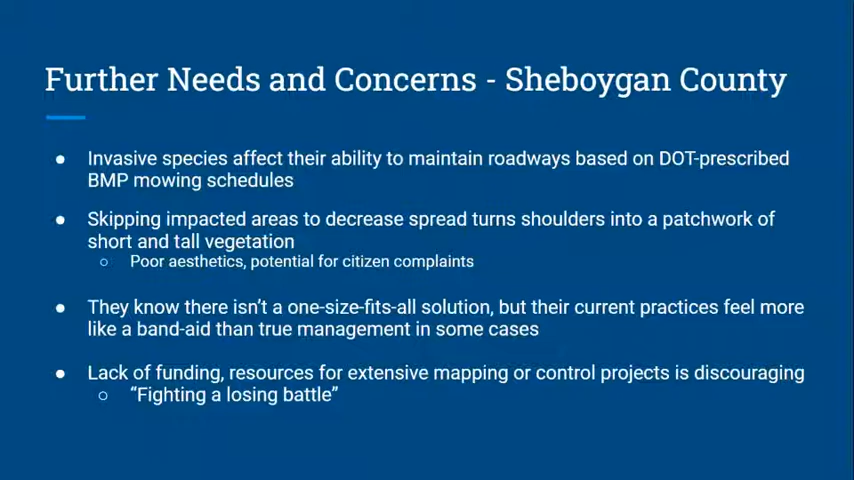 Further Needs and Concerns - Sheboygan County
● Invasive species affect their ability to maintain roadways based on DOT-prescribed
BMP mowing schedules
● Skipping impacted areas to decrease spread turns shoulders into a patchwork of
short and tall vegetation
○ Poor aesthetics, potential for citizen complaints
● They know there isn’t a one-size-fits-all solution, but their current practices feel more
like a band-aid than true management in some cases
● Lack of funding, resources for extensive mapping or control projects is discouraging
○ “Fighting a losing battle”